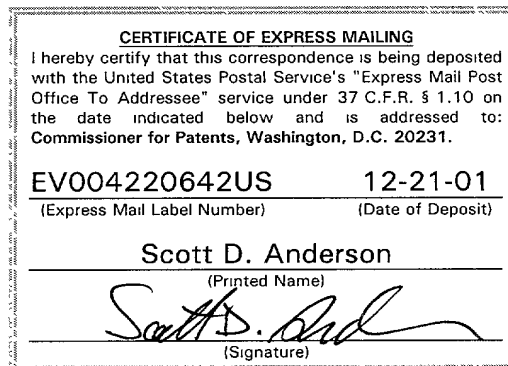 CERTIFICATE OF EXPRESS MAILING
I hereby certify that this correspondence is being deposited
with the United States Postal Service's "Express Mail Post
Office To Addressee" service under 37 C.F.R. § 1.10 on
the date indicated below and is addressed to:
Commissioner for Patents, Washington, D.C. 20231.
EV004220642US 12-21-01
(Express Mail Label Number) (Date of Deposit)
Scott D. Anderson
(Printed Name)
Scott D. And
(Signature)